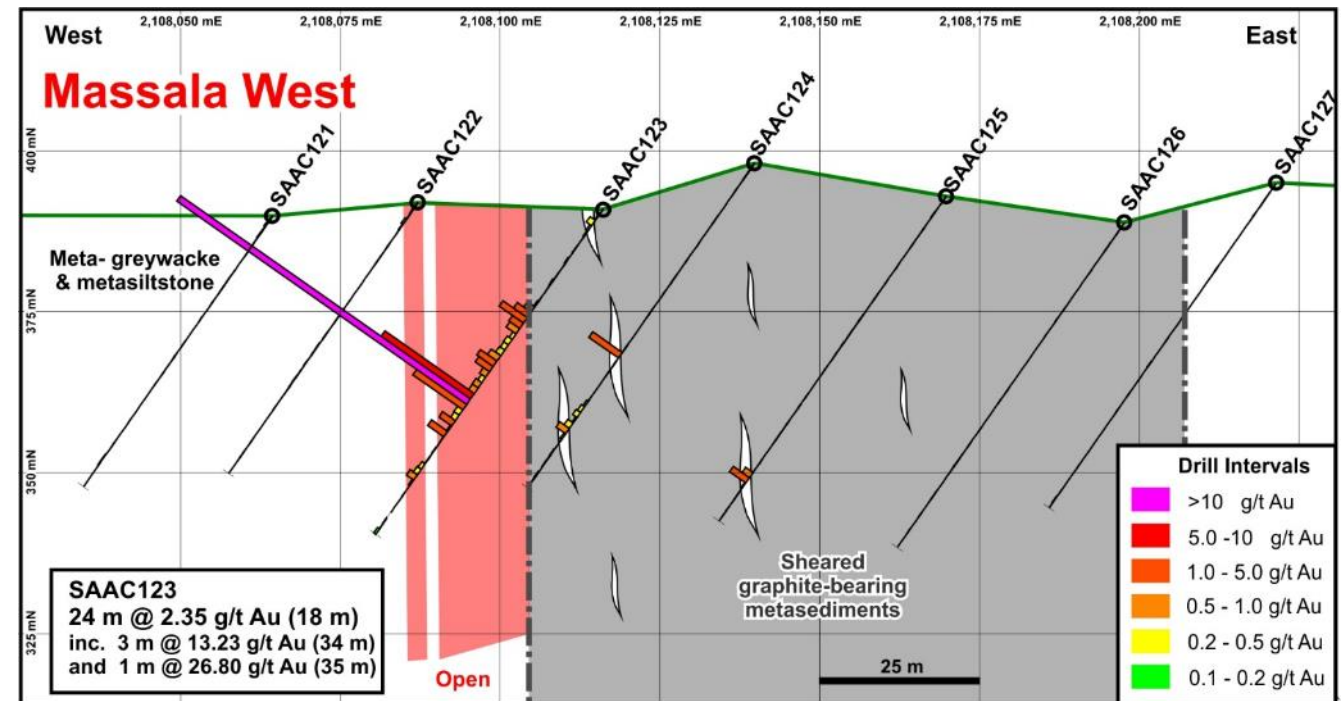 2,108,050 mE
2,108,075 mE
2,108,100 mE
2,108,125 mE
2,108,150 mE
2,108,175 mE
2,108,200 mE
West
East
Massala West
SAAC121
SAAC122
SAAC123
SAAC124
SAAC125
SAAC126
SAAC127
400 mN
375 mN
350 mN
325 mN
Meta- greywacke
& metasiltstone
Sheared
graphite-bearing
metasediments
SAAC123
24 m @ 2.35 g/t Au (18 m)
inc. 3 m @ 13.23 g/t Au (34 m)
and 1 m @ 26.80 g/t Au (35 m)
Open
25 m
Drill Intervals
>10 g/t Au
5.0 -10 g/t Au
1.0 - 5.0 g/t Au
0.5 - 1.0 g/t Au
0.2 - 0.5 g/t Au
0.1 - 0.2 g/t Au